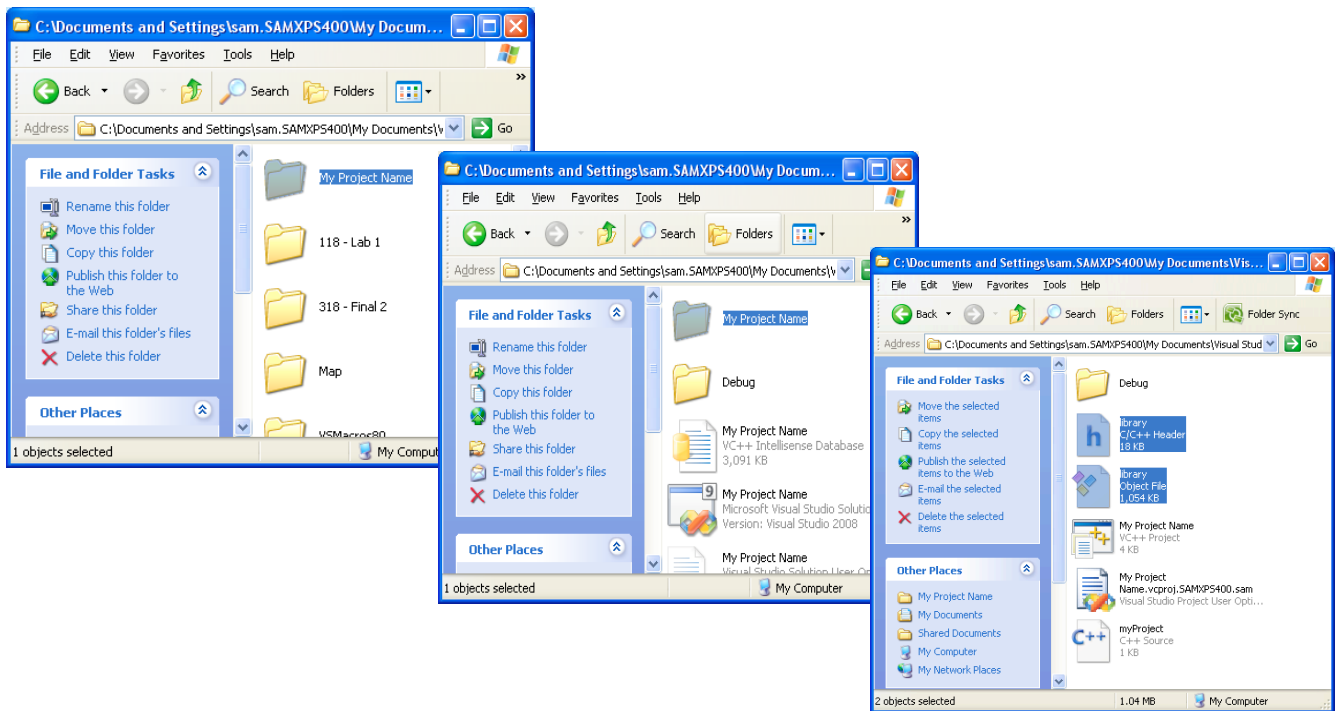 C:\Documents and Settings\sam.SAMXPS400\My Docum...
File Edit View Favorites Tools Help
Back Search Folders »
Address C:\Documents and Settings\sam.SAMXPS400\My Documents\V Go
File and Folder Tasks
Rename this folder
Move this folder
Copy this folder
Publish this folder to
the Web
Share this folder
E-mail this folder's files
Delete this folder
Other Places
My Project Name
118 - Lab 1
318 - Final 2
Map
VSMacros80
1 objects selected My Comput
C:\Documents and Settings\sam.SAMXPS400\My Docum...
File Edit View Favorites Tools Help
Back Search Folders »
Address C:\Documents and Settings\sam.SAMXPS400\My Documents\V
File and Folder Tasks
Rename this folder
Move this folder
Copy this folder
Publish this folder to
the Web
Share this folder
E-mail this folder's files
Delete this folder
Other Places
My Project Name
Debug
My Project Name
VC++ Intellisense Database
3,091 KB
9
My Project Name
Microsoft Visual Studio Solutio
Version: Visual Studio 2008
My Project Name
Visual Studio Solution User Op
1 objects selected My Computer
C:\Documents and Settings\sam.SAMXPS400\My Documents\Vis...
File Edit View Favorites Tools Help
Back Search Folders Folder Sync
Address C:\Documents and Settings\sam.SAMXPS400\My Documents\Visual Stud Go
File and Folder Tasks
Move the selected
items
Copy the selected
items
Publish the selected
items to the Web
E-mail the selected
items
Delete the selected
items
Other Places
My Project Name
My Documents
Shared Documents
My Computer
My Network Places
Debug
h
library
C/C++ Header
18 KB
library
Object File
1,054 KB
My Project Name
VC++ Project
4 KB
My Project
Name.vcproj.SAMXPS400.sam
Visual Studio Project User Opti...
C++
myProject
C++ Source
1 KB
2 objects selected 1.04 MB My Computer